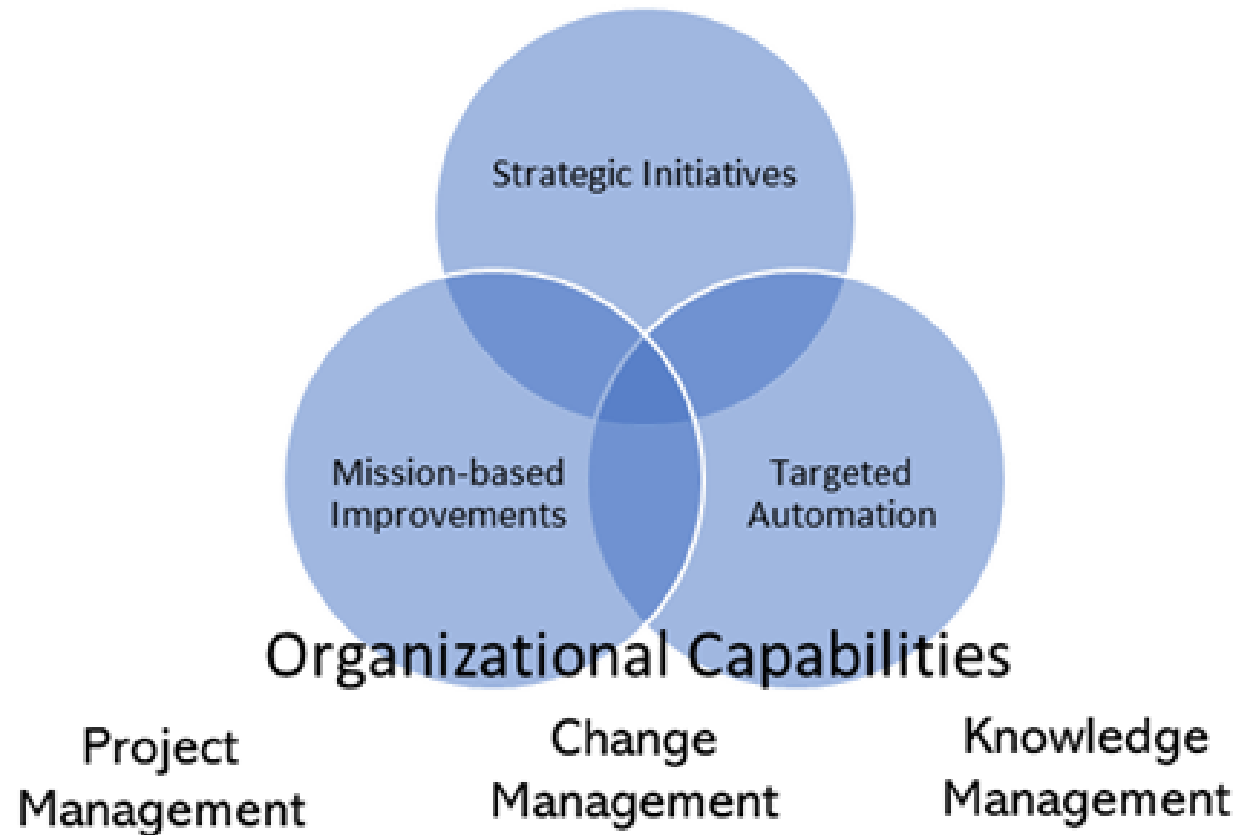 Strategic Initiatives
Mission-based
Improvements
Targeted
Automation
Organizational Capabilities
Project
Management
Change
Management
Knowledge
Management